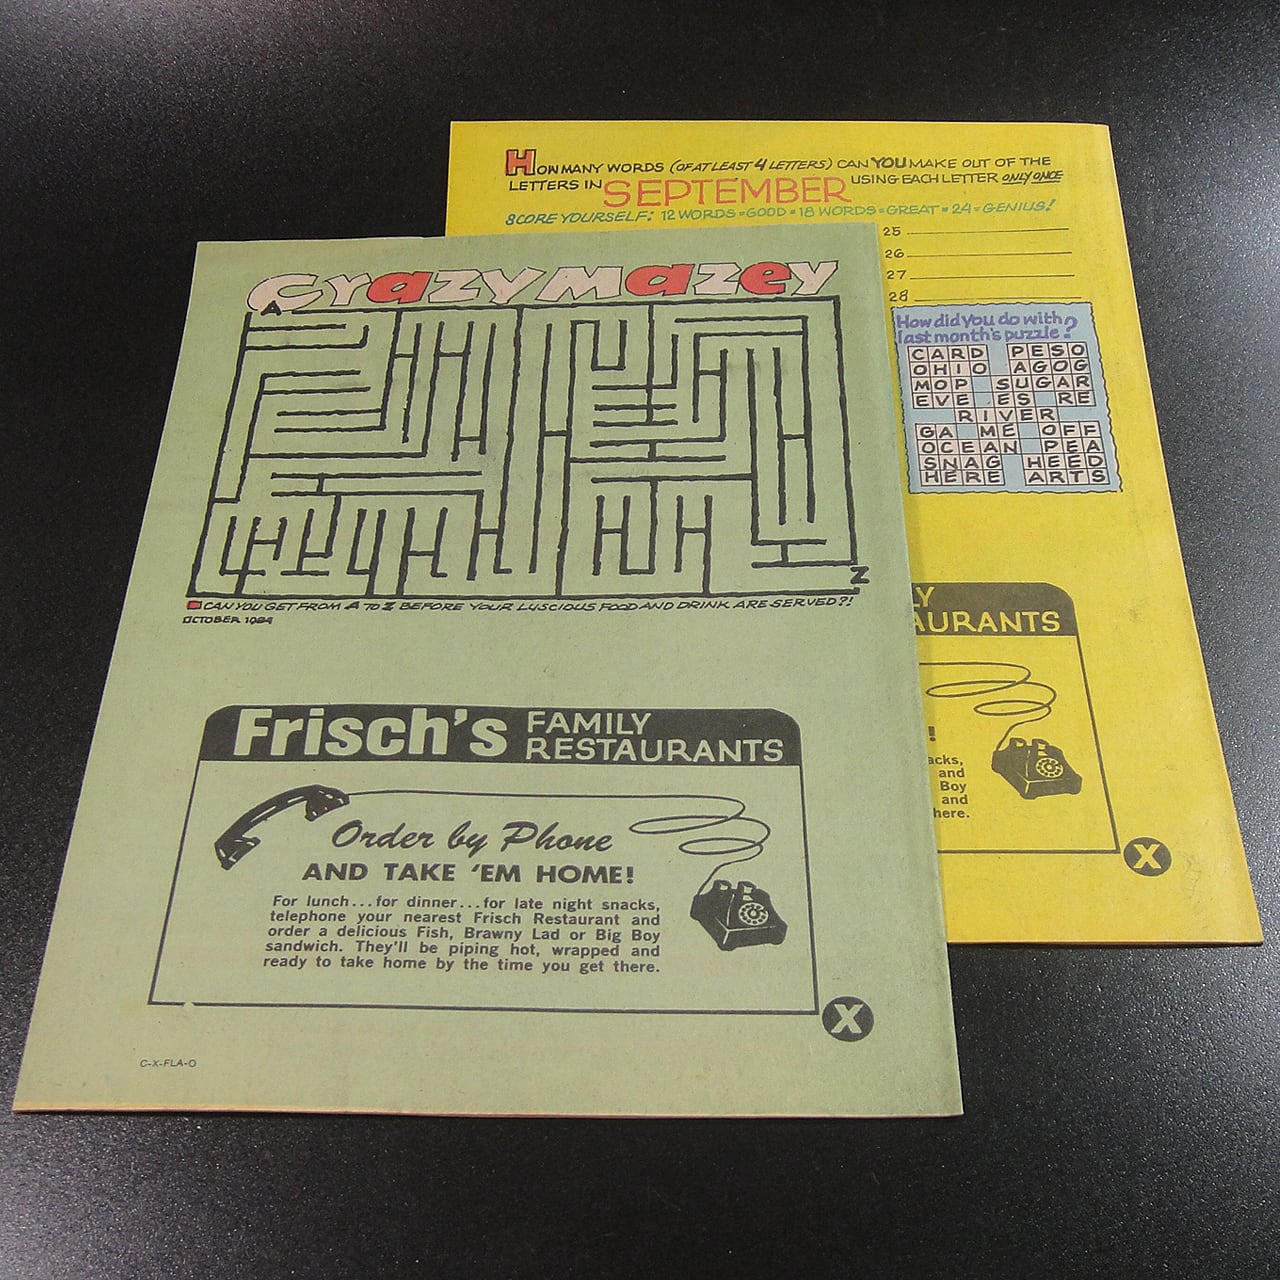 HOW MANY WORDS (OF AT LEAST 4 LETTERS) CAN YOU MAKE OUT OF THE
LETTERS IN SEPTEMBER USING EACH LETTER ONLY ONCE
SCORE YOURSELF: 12 WORDS=GOOD=18 WORDS=GREAT=24=GENIUS!
25
26
27
28
How did you do with
last month's puzzle?
CARD PESO
OHIO AGOG
MOP SUGAR
EVE ES RE
RIVER
GA ME OFF
OCEAN PEA
SNAG HEED
HERE ARTS
LY
AURANTS
!
acks,
and
Boy
and
here.
X
CrazyMazey
A
Z
CAN YOU GET FROM A TO Z BEFORE YOUR LUSCIOUS FOOD AND DRINK ARE SERVED?!
OCTOBER 1984
Frisch's FAMILY
RESTAURANTS
Order by Phone
AND TAKE 'EM HOME!
For lunch...for dinner...for late night snacks,
telephone your nearest Frisch Restaurant and
order a delicious Fish, Brawny Lad or Big Boy
sandwich. They'll be piping hot, wrapped and
ready to take home by the time you get there.
X
C-X-FLA-O